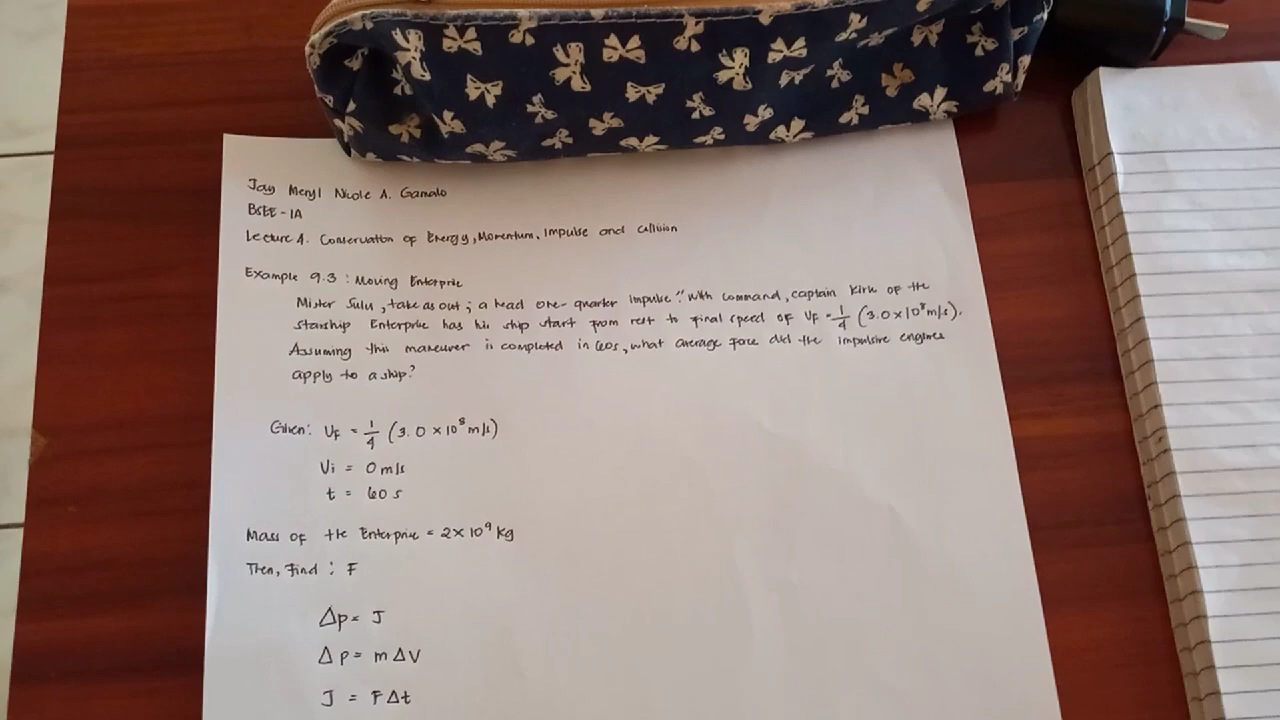 Jay Meryl Nicole A. Gamalo
BSEE - 1A
Lecture 4. Conservation of Energy, Momentum, Impulse and Collision
Example 9.3 : Moving Enterprise
Mister Sulu, take as out ; a head one-quarter impulse." With command, captain Kirk of the
starship Enterprise has his ship start from rest to final speed of VF = 1/4 (3.0 x 10⁸ m/s).
Assuming this maneuver is completed in 60s, what average force did the impulsive engines
apply to a ship?
Given: VF = 1/4 (3.0 x 10⁸ m/s)
Vi = 0 m/s
t = 60 s
Mass of the Enterprise = 2 x 10⁹ kg
Then, Find : F
Δp = J
Δp = m ΔV
J = F Δt